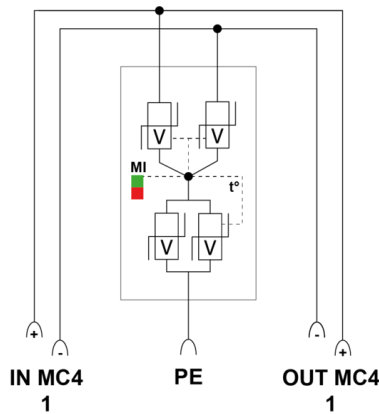 V V
MI
t°
V V
+ - - +
IN MC4 PE OUT MC4
1 1